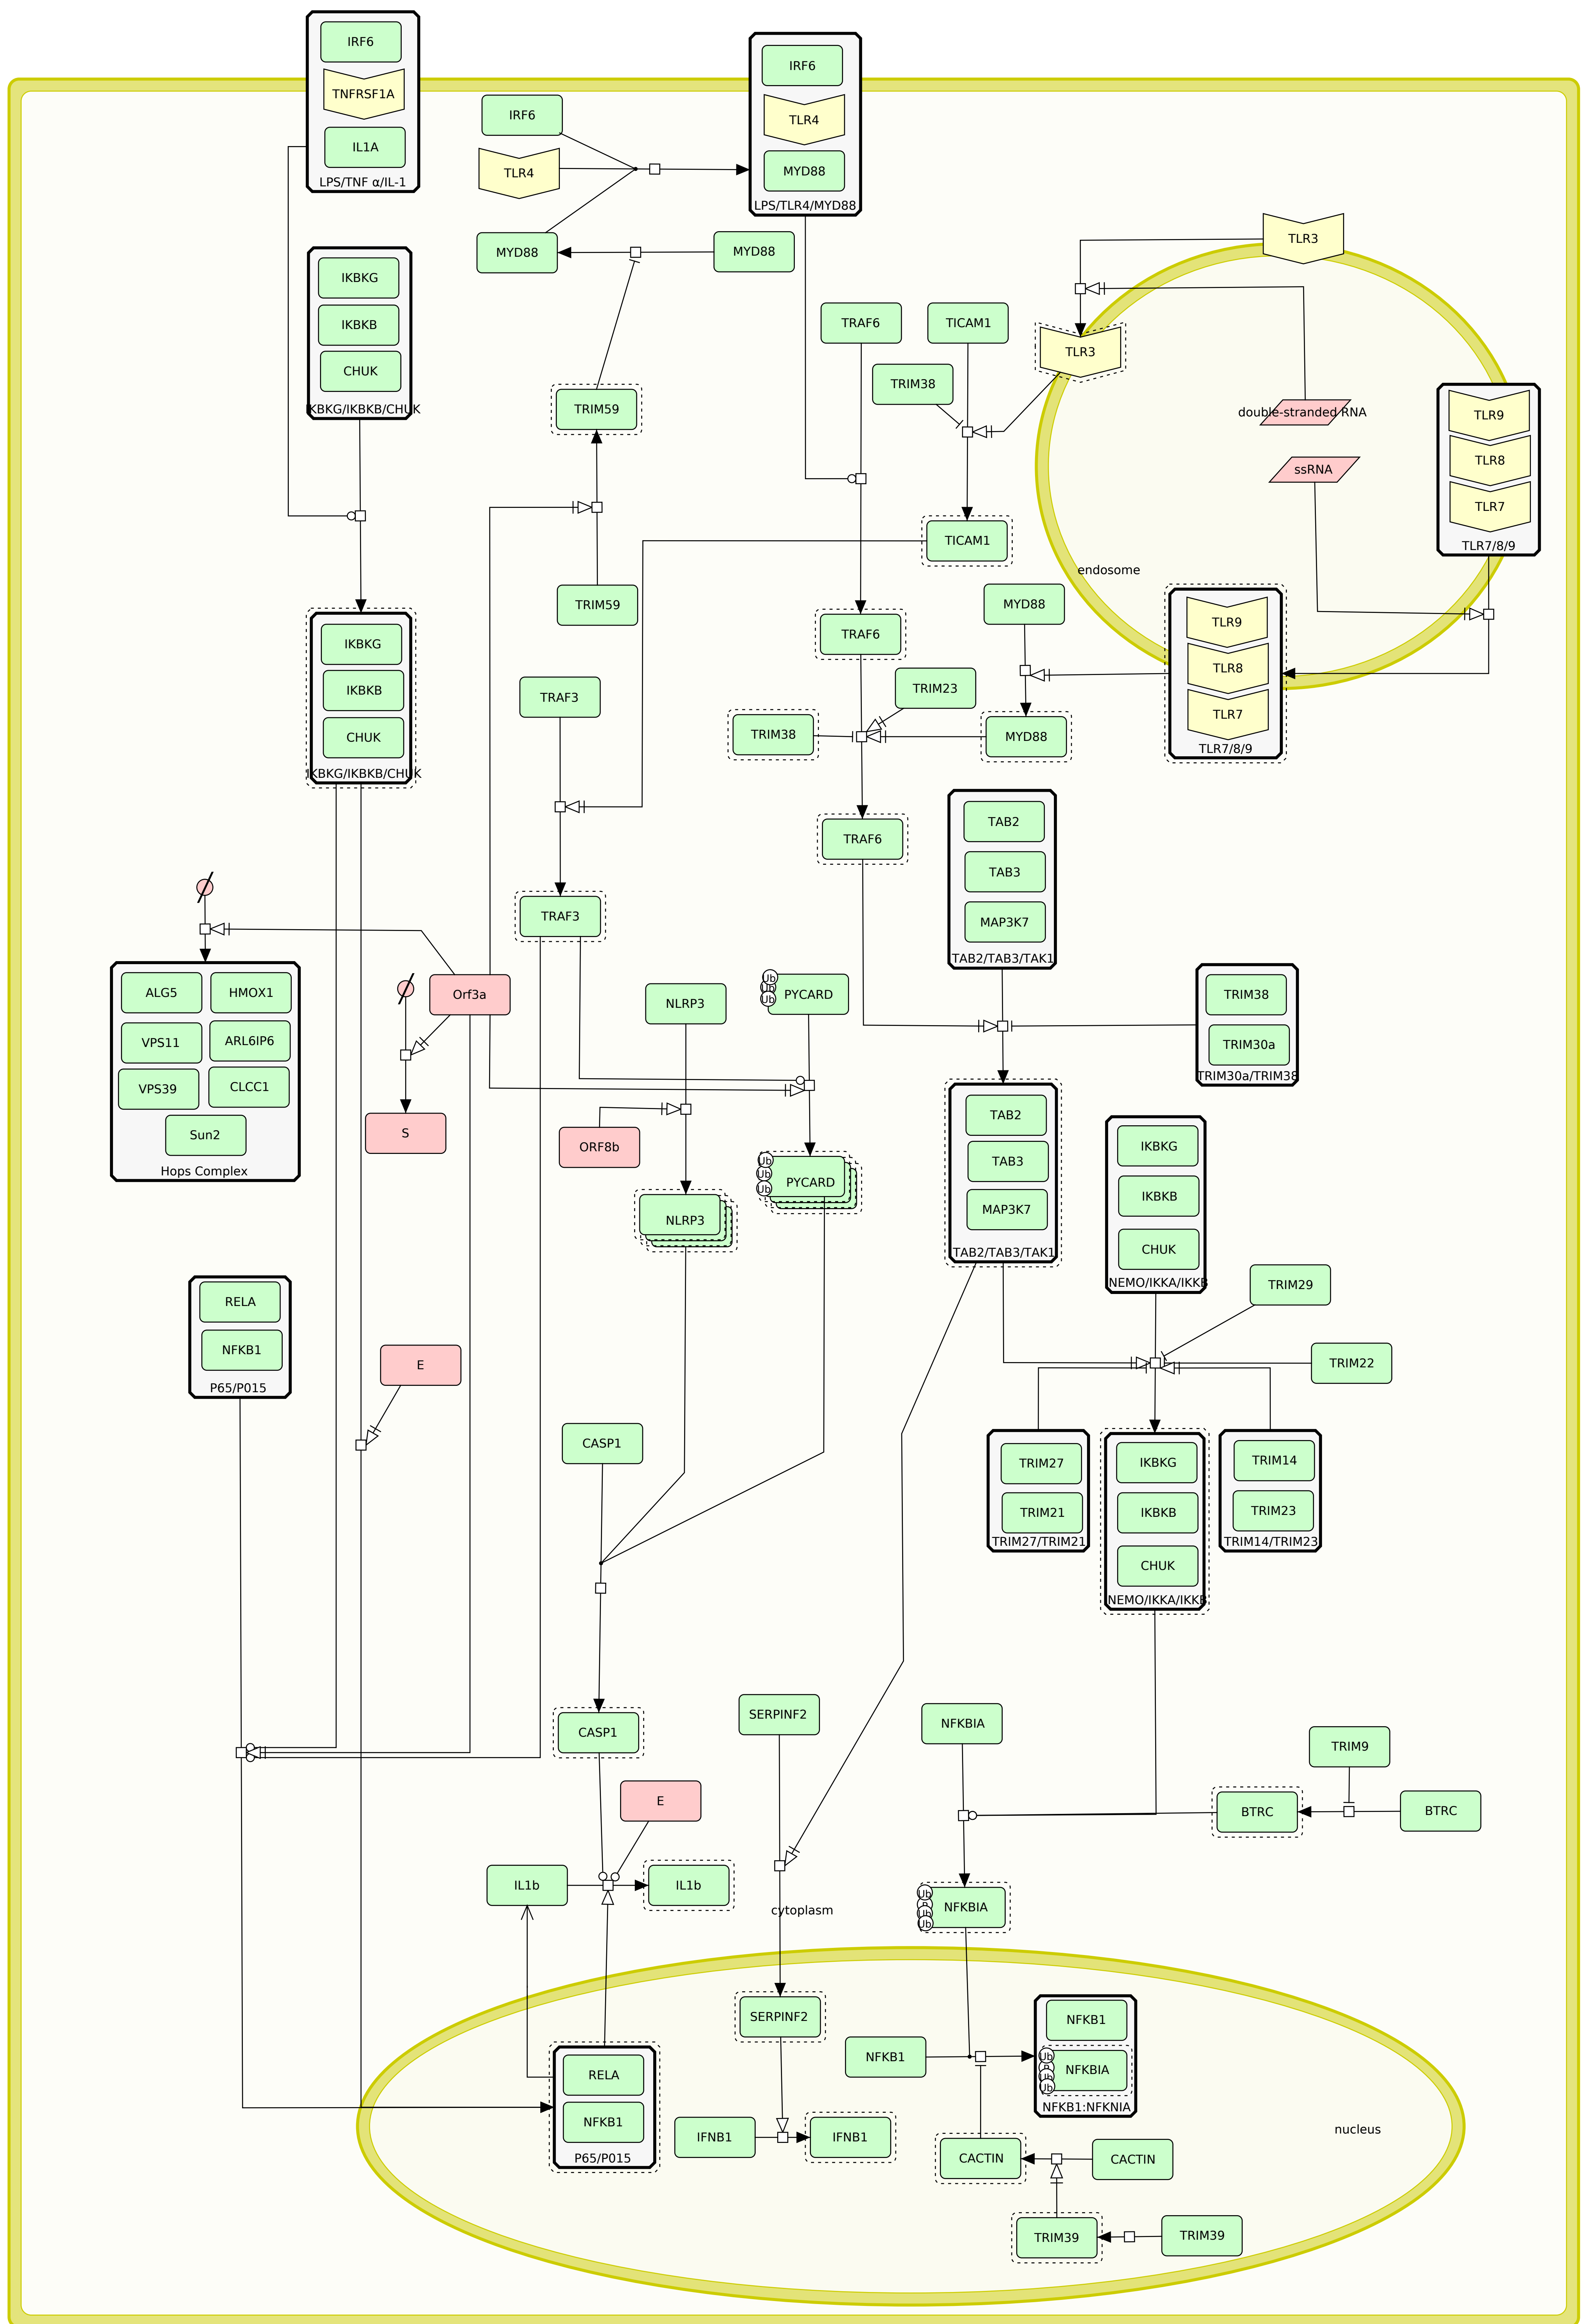 IRF6
TNFRSF1A
IL1A
LPS/TNF α/IL-1
IRF6
TLR4
MYD88
LPS/TLR4/MYD88
IRF6
TLR4
MYD88
MYD88
TLR3
IKBKG
IKBKB
CHUK
IKBKG/IKBKB/CHUK
TRAF6
TICAM1
TLR3
TRIM38
TRIM59
double-stranded RNA
ssRNA
TLR9
TLR8
TLR7
TLR7/8/9
TICAM1
endosome
TRIM59
MYD88
TLR9
TLR8
TLR7
TLR7/8/9
IKBKG
IKBKB
CHUK
IKBKG/IKBKB/CHUK
TRAF6
TRAF3
TRIM23
TRIM38
MYD88
TRAF6
TAB2
TAB3
MAP3K7
TAB2/TAB3/TAK1
TRAF3
ALG5
HMOX1
VPS11
ARL6IP6
VPS39
CLCC1
Sun2
Hops Complex
Orf3a
S
NLRP3
Ub
Ub
Ub
PYCARD
TRIM38
TRIM30a
TRIM30a/TRIM38
ORF8b
Ub
Ub
Ub
PYCARD
NLRP3
TAB2
TAB3
MAP3K7
TAB2/TAB3/TAK1
IKBKG
IKBKB
CHUK
NEMO/IKKA/IKKB
RELA
NFKB1
P65/P015
E
TRIM29
TRIM22
CASP1
TRIM27
TRIM21
TRIM27/TRIM21
IKBKG
IKBKB
CHUK
NEMO/IKKA/IKKB
TRIM14
TRIM23
TRIM14/TRIM23
CASP1
SERPINF2
NFKBIA
TRIM9
BTRC
BTRC
E
IL1b
IL1b
cytoplasm
Ub
P
Ub
Ub
NFKBIA
SERPINF2
NFKB1
NFKB1
Ub
P
Ub
Ub
NFKBIA
NFKB1:NFKNIA
RELA
NFKB1
P65/P015
IFNB1
IFNB1
nucleus
CACTIN
CACTIN
TRIM39
TRIM39